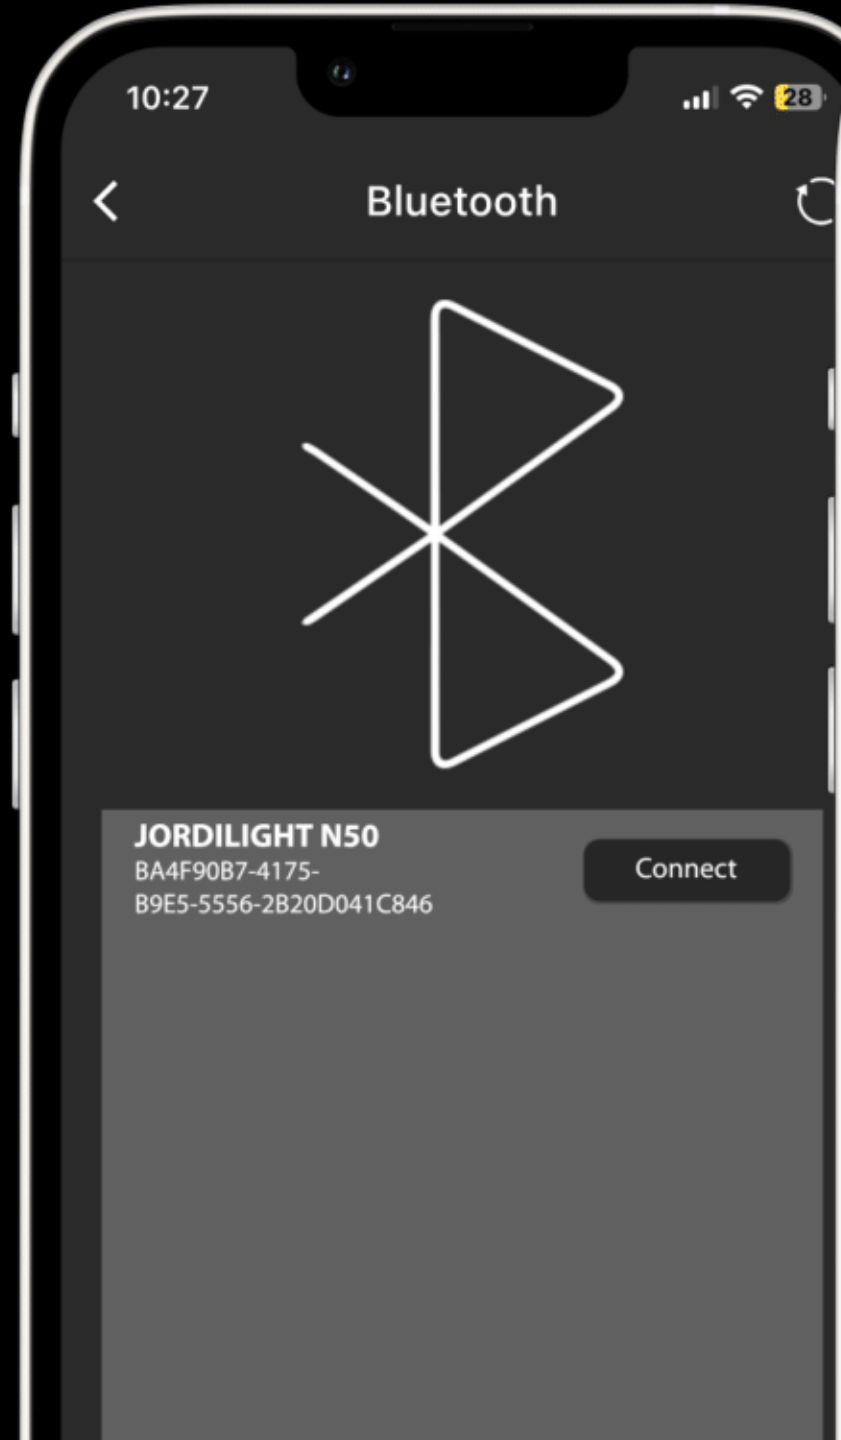 10:27
28
Bluetooth
JORDILIGHT N50
BA4F90B7-4175-
Connect
B9E5-5556-2B20D041C846